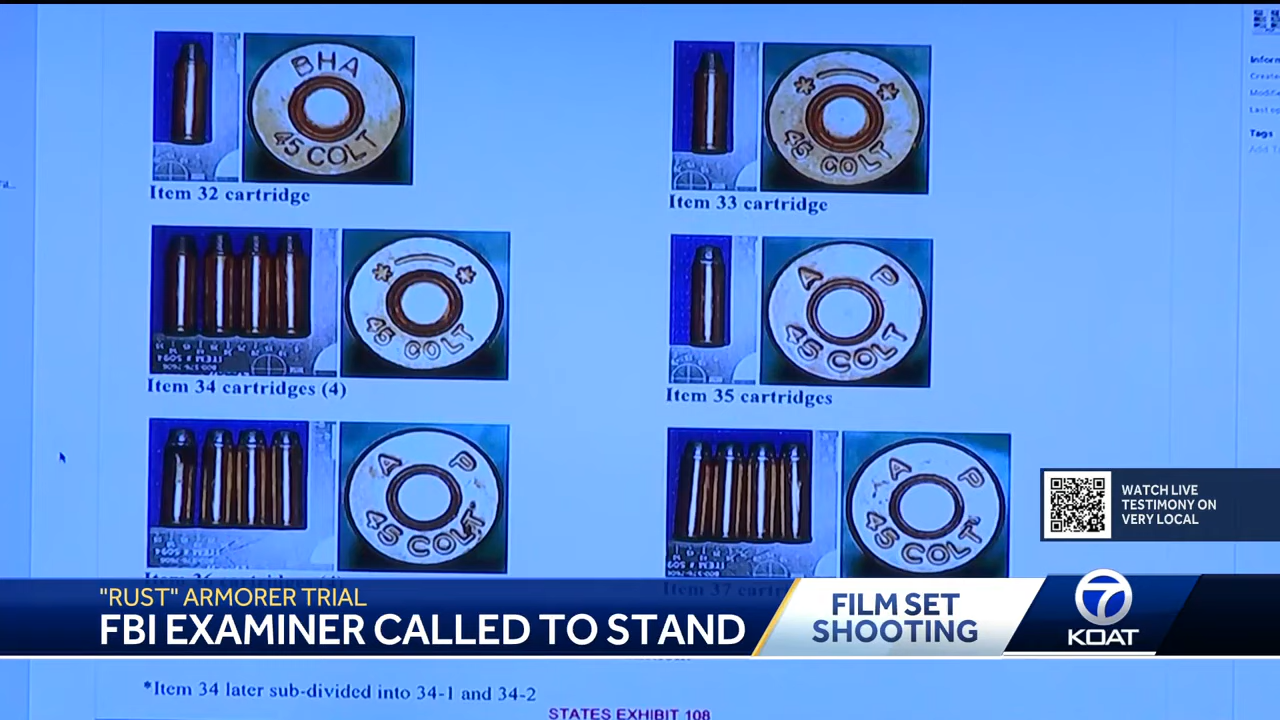 BHA
45 COLT
Item 32 cartridge
45 COLT
Item 33 cartridge
45 COLT
Item 34 cartridges (4)
A P
45 COLT
Item 35 cartridges
A P
45 COLT
A P
45 COLT
Item 37
Tags
WATCH LIVE
TESTIMONY ON
VERY LOCAL
"RUST" ARMORER TRIAL
FBI EXAMINER CALLED TO STAND
FILM SET
SHOOTING
7
KOAT
*Item 34 later sub-divided into 34-1 and 34-2
STATES EXHIBIT 108